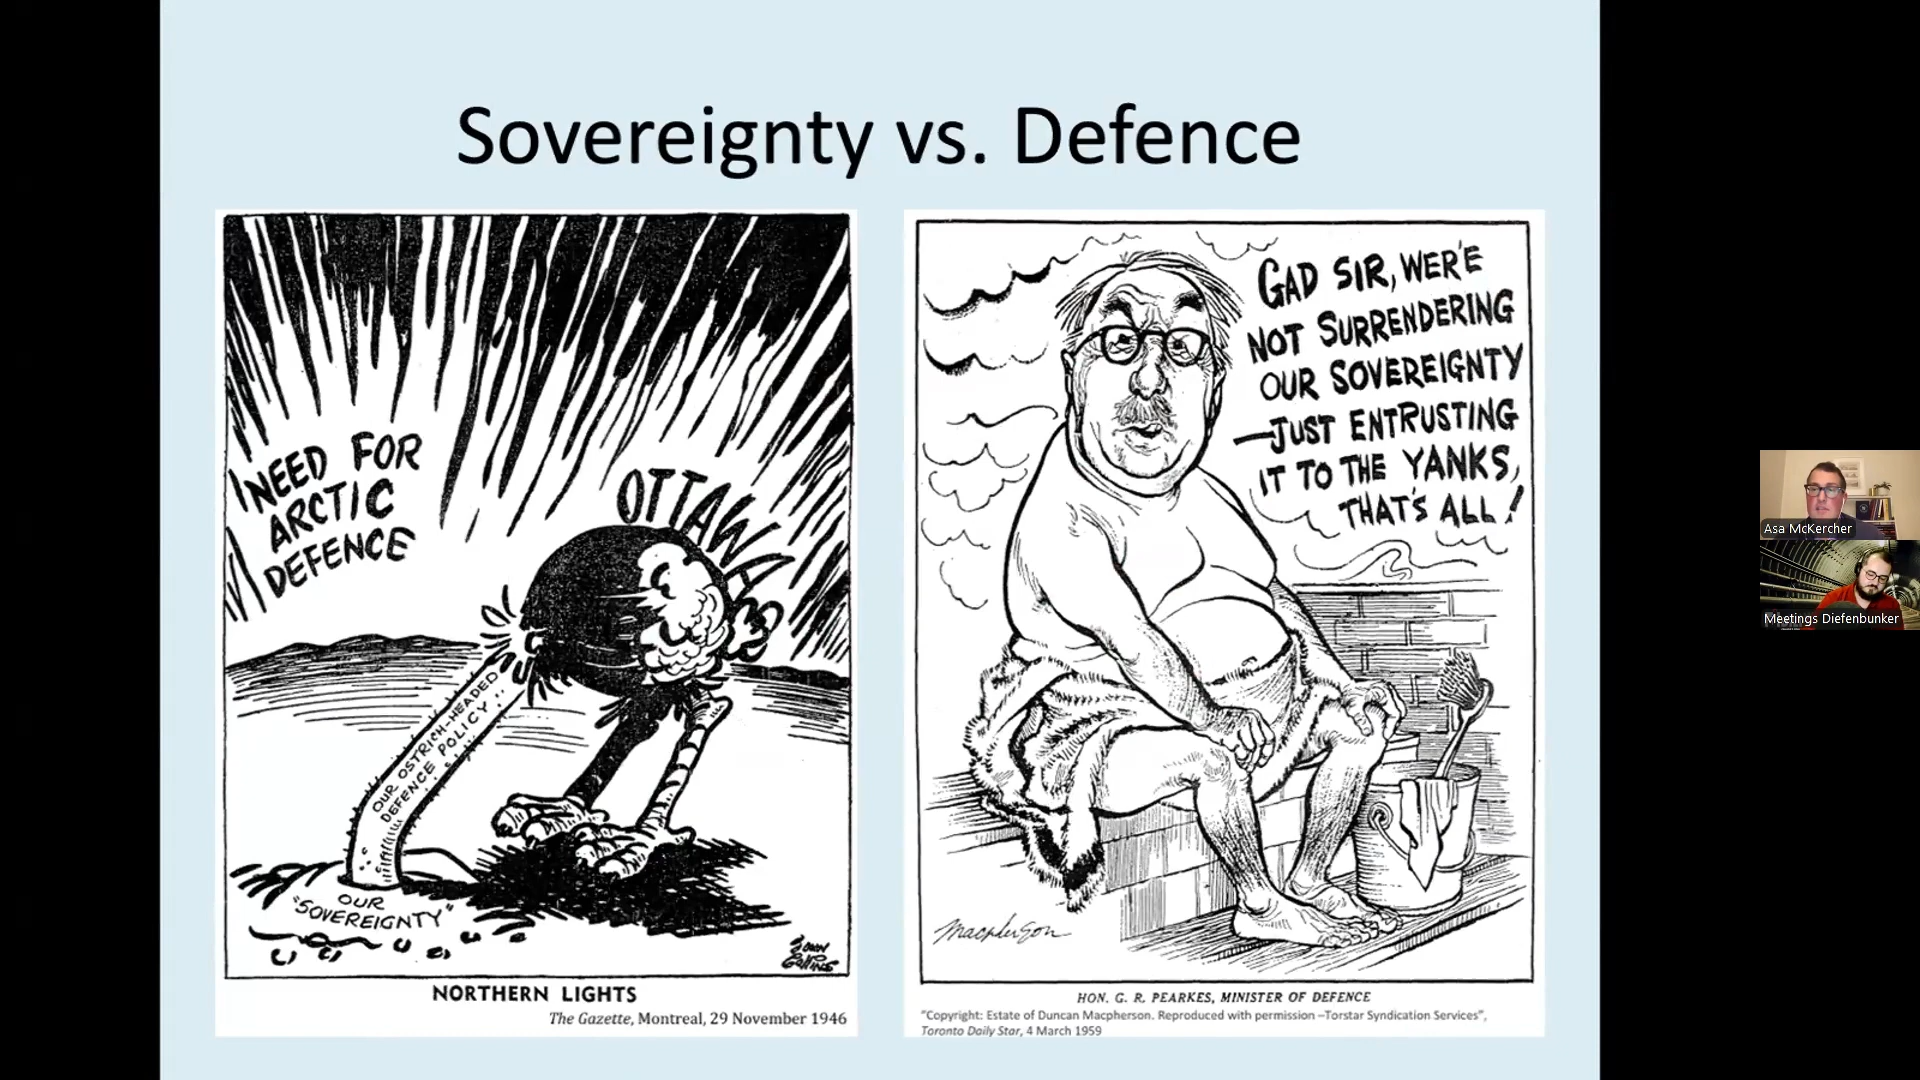 Sovereignty vs. Defence
NEED FOR
ARCTIC
DEFENCE
OTTAWA
OUR OSTRICH-HEADED
DEFENCE POLICY
OUR
"SOVEREIGNTY"
John
Collins
NORTHERN LIGHTS
The Gazette, Montreal, 29 November 1946
GAD SIR, WER'E
NOT SURRENDERING
OUR SOVEREIGNTY
—JUST ENTRUSTING
IT TO THE YANKS,
THAT'S ALL!
Macpherson
HON. G. R. PEARKES, MINISTER OF DEFENCE
"Copyright: Estate of Duncan Macpherson. Reproduced with permission –Torstar Syndication Services",
Toronto Daily Star, 4 March 1959
Asa McKercher
Meetings Diefenbunker